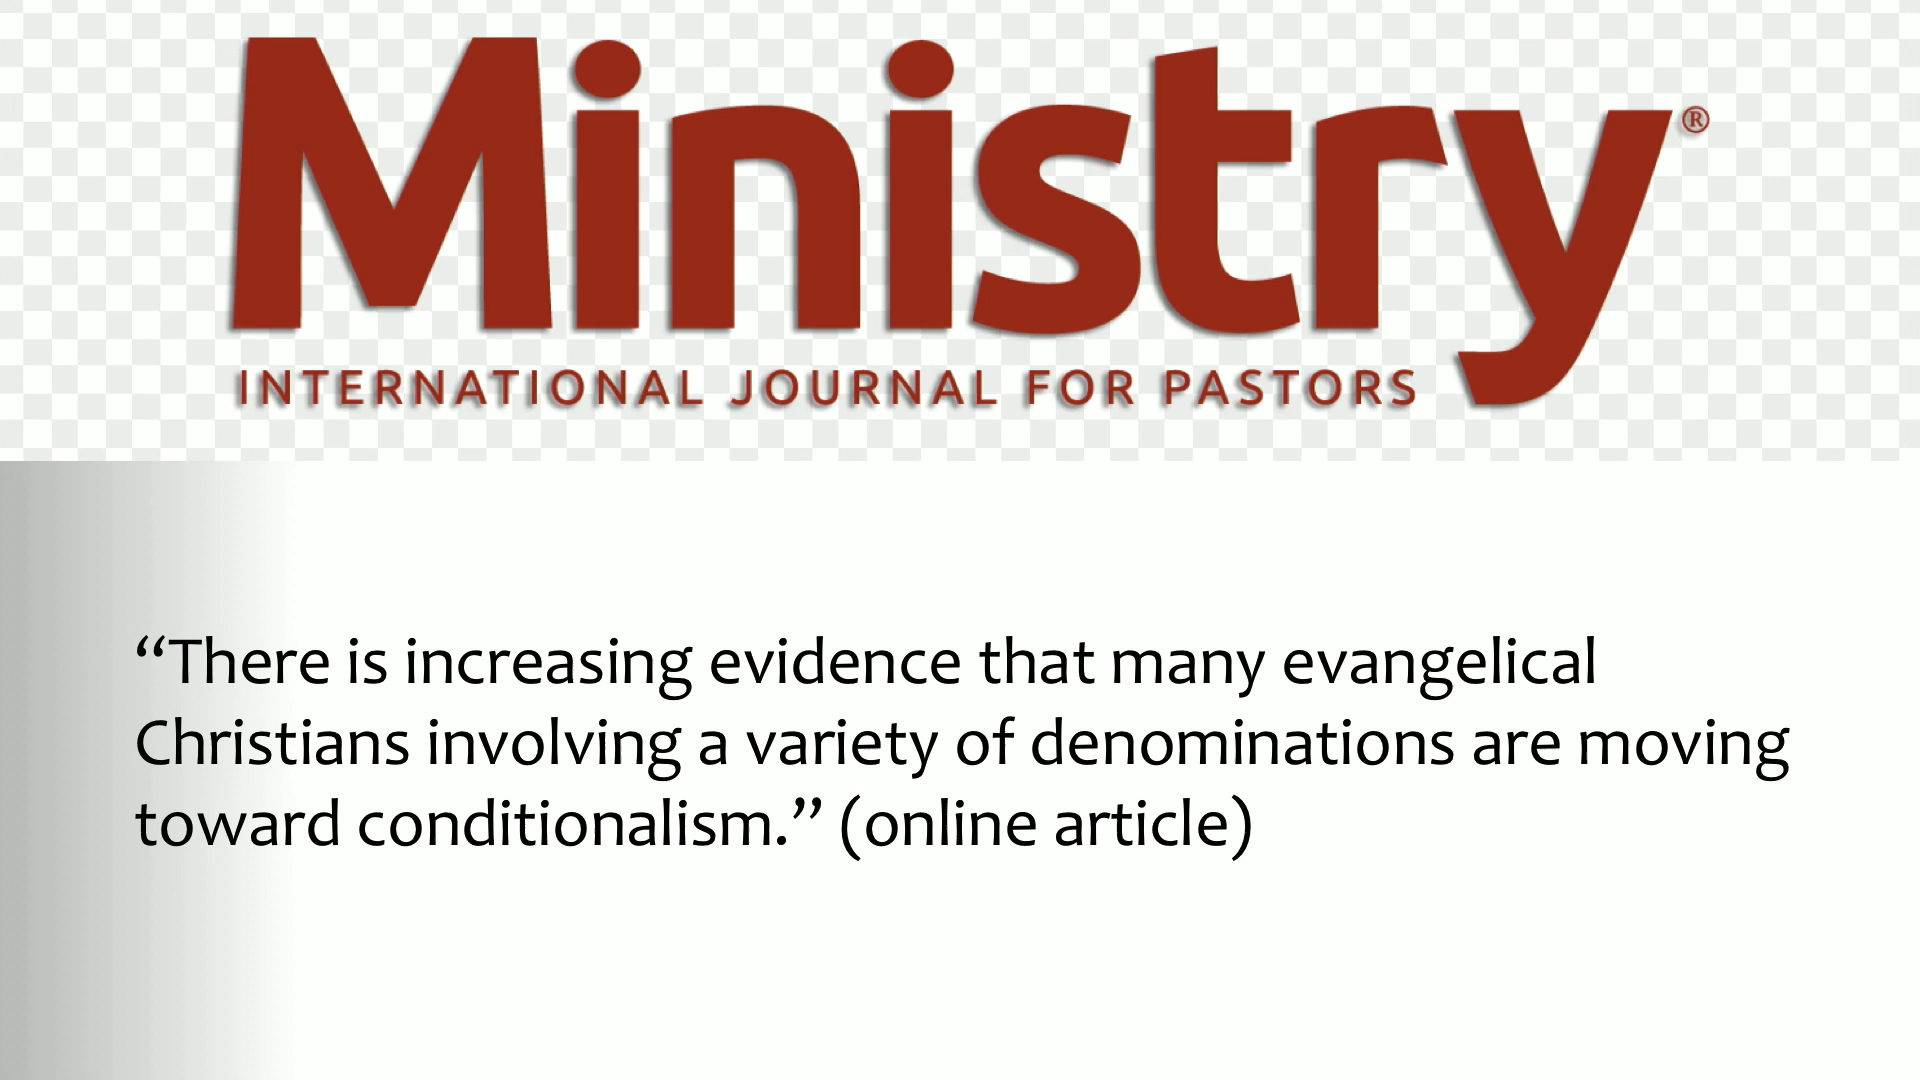 Ministry®
INTERNATIONAL JOURNAL FOR PASTORS
“There is increasing evidence that many evangelical
Christians involving a variety of denominations are moving
toward conditionalism.” (online article)